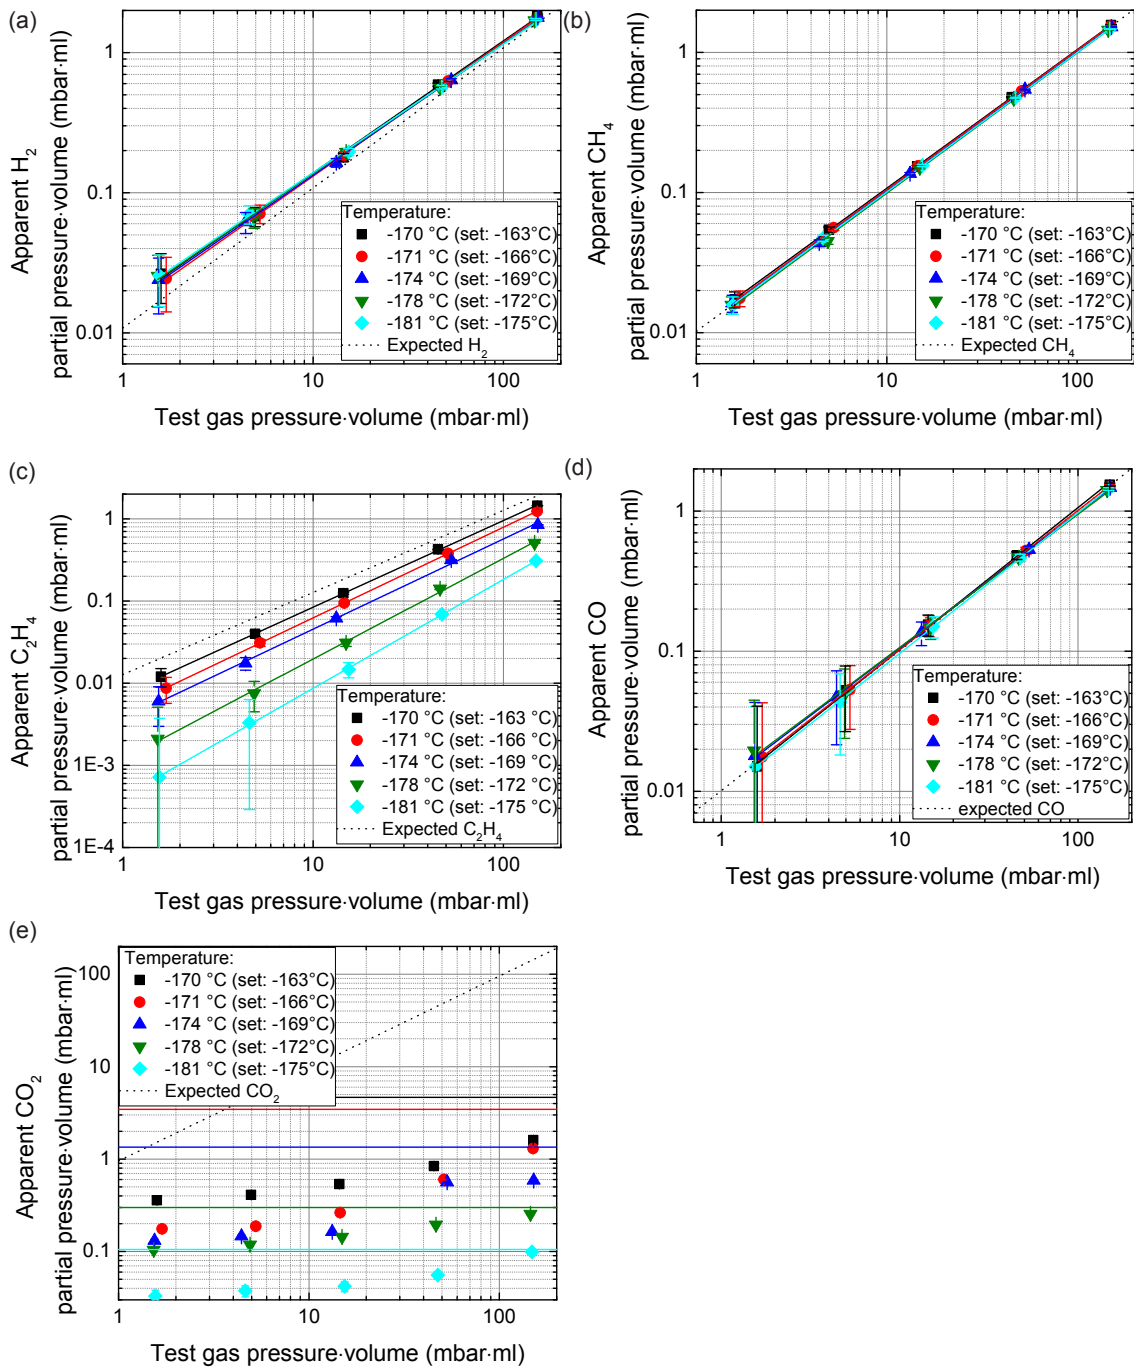 (a)
Apparent H2
partial pressure·volume (mbar·ml)
1
0.1
0.01
Temperature:
-170 °C (set: -163°C)
-171 °C (set: -166°C)
-174 °C (set: -169°C)
-178 °C (set: -172°C)
-181 °C (set: -175°C)
Expected H2
1 10 100
Test gas pressure·volume (mbar·ml)
(b)
Apparent CH4
partial pressure·volume (mbar·ml)
1
0.1
0.01
Temperature:
-170 °C (set: -163°C)
-171 °C (set: -166°C)
-174 °C (set: -169°C)
-178 °C (set: -172°C)
-181 °C (set: -175°C)
Expected CH4
1 10 100
Test gas pressure·volume (mbar·ml)
(c)
Apparent C2H4
partial pressure·volume (mbar·ml)
1
0.1
0.01
1E-3
1E-4
Temperature:
-170 °C (set: -163 °C)
-171 °C (set: -166 °C)
-174 °C (set: -169 °C)
-178 °C (set: -172 °C)
-181 °C (set: -175 °C)
Expected C2H4
1 10 100
Test gas pressure·volume (mbar·ml)
(d)
Apparent CO
partial pressure·volume (mbar·ml)
1
0.1
0.01
Temperature:
-170 °C (set: -163°C)
-171 °C (set: -166°C)
-174 °C (set: -169°C)
-178 °C (set: -172°C)
-181 °C (set: -175°C)
expected CO
1 10 100
Test gas pressure·volume (mbar·ml)
(e)
Apparent CO2
partial pressure·volume (mbar·ml)
100
10
1
0.1
Temperature:
-170 °C (set: -163°C)
-171 °C (set: -166°C)
-174 °C (set: -169°C)
-178 °C (set: -172°C)
-181 °C (set: -175°C)
Expected CO2
1 10 100
Test gas pressure·volume (mbar·ml)